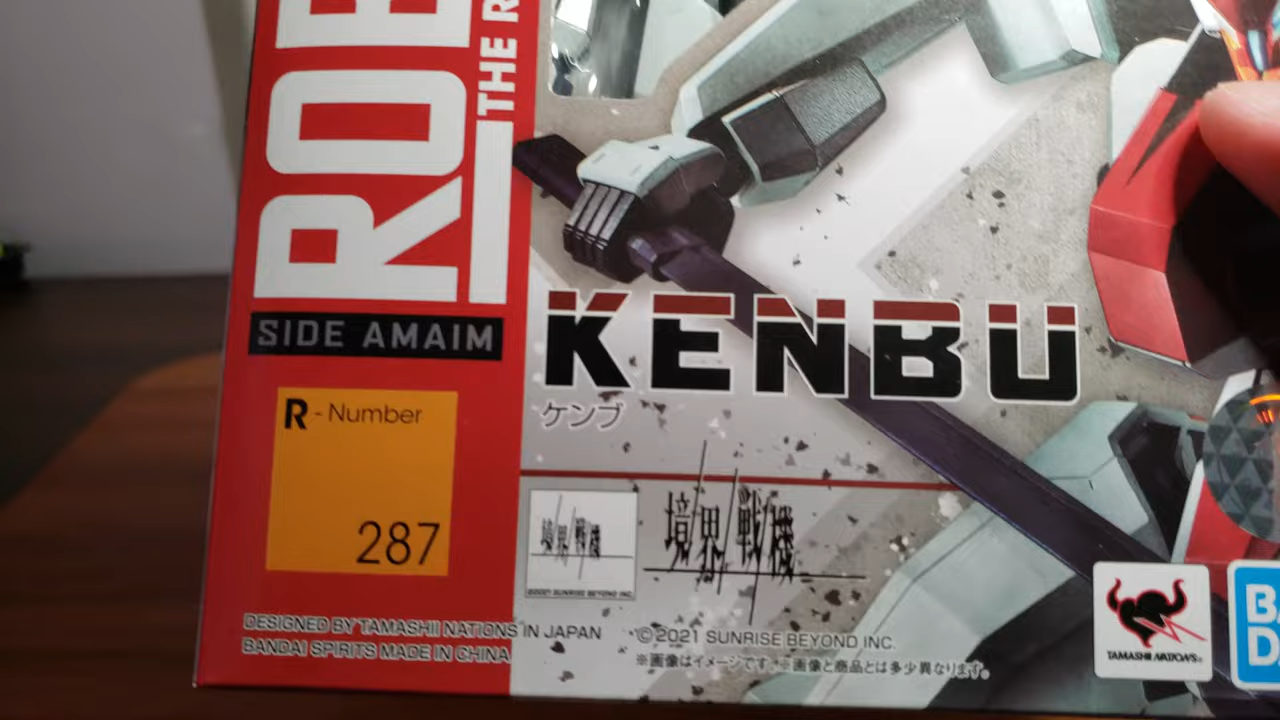 ROB
THE R
SIDE AMAIM
R - Number
287
DESIGNED BY TAMASHII NATIONS IN JAPAN
BANDAI SPIRITS MADE IN CHINA
KENBU
ケンブ
境界戦機
©2021 SUNRISE BEYOND INC.
境界戦機
©2021 SUNRISE BEYOND INC.
※画像はイメージです。※画像と商品とは多少異なります。
TAMASHII NATIONS